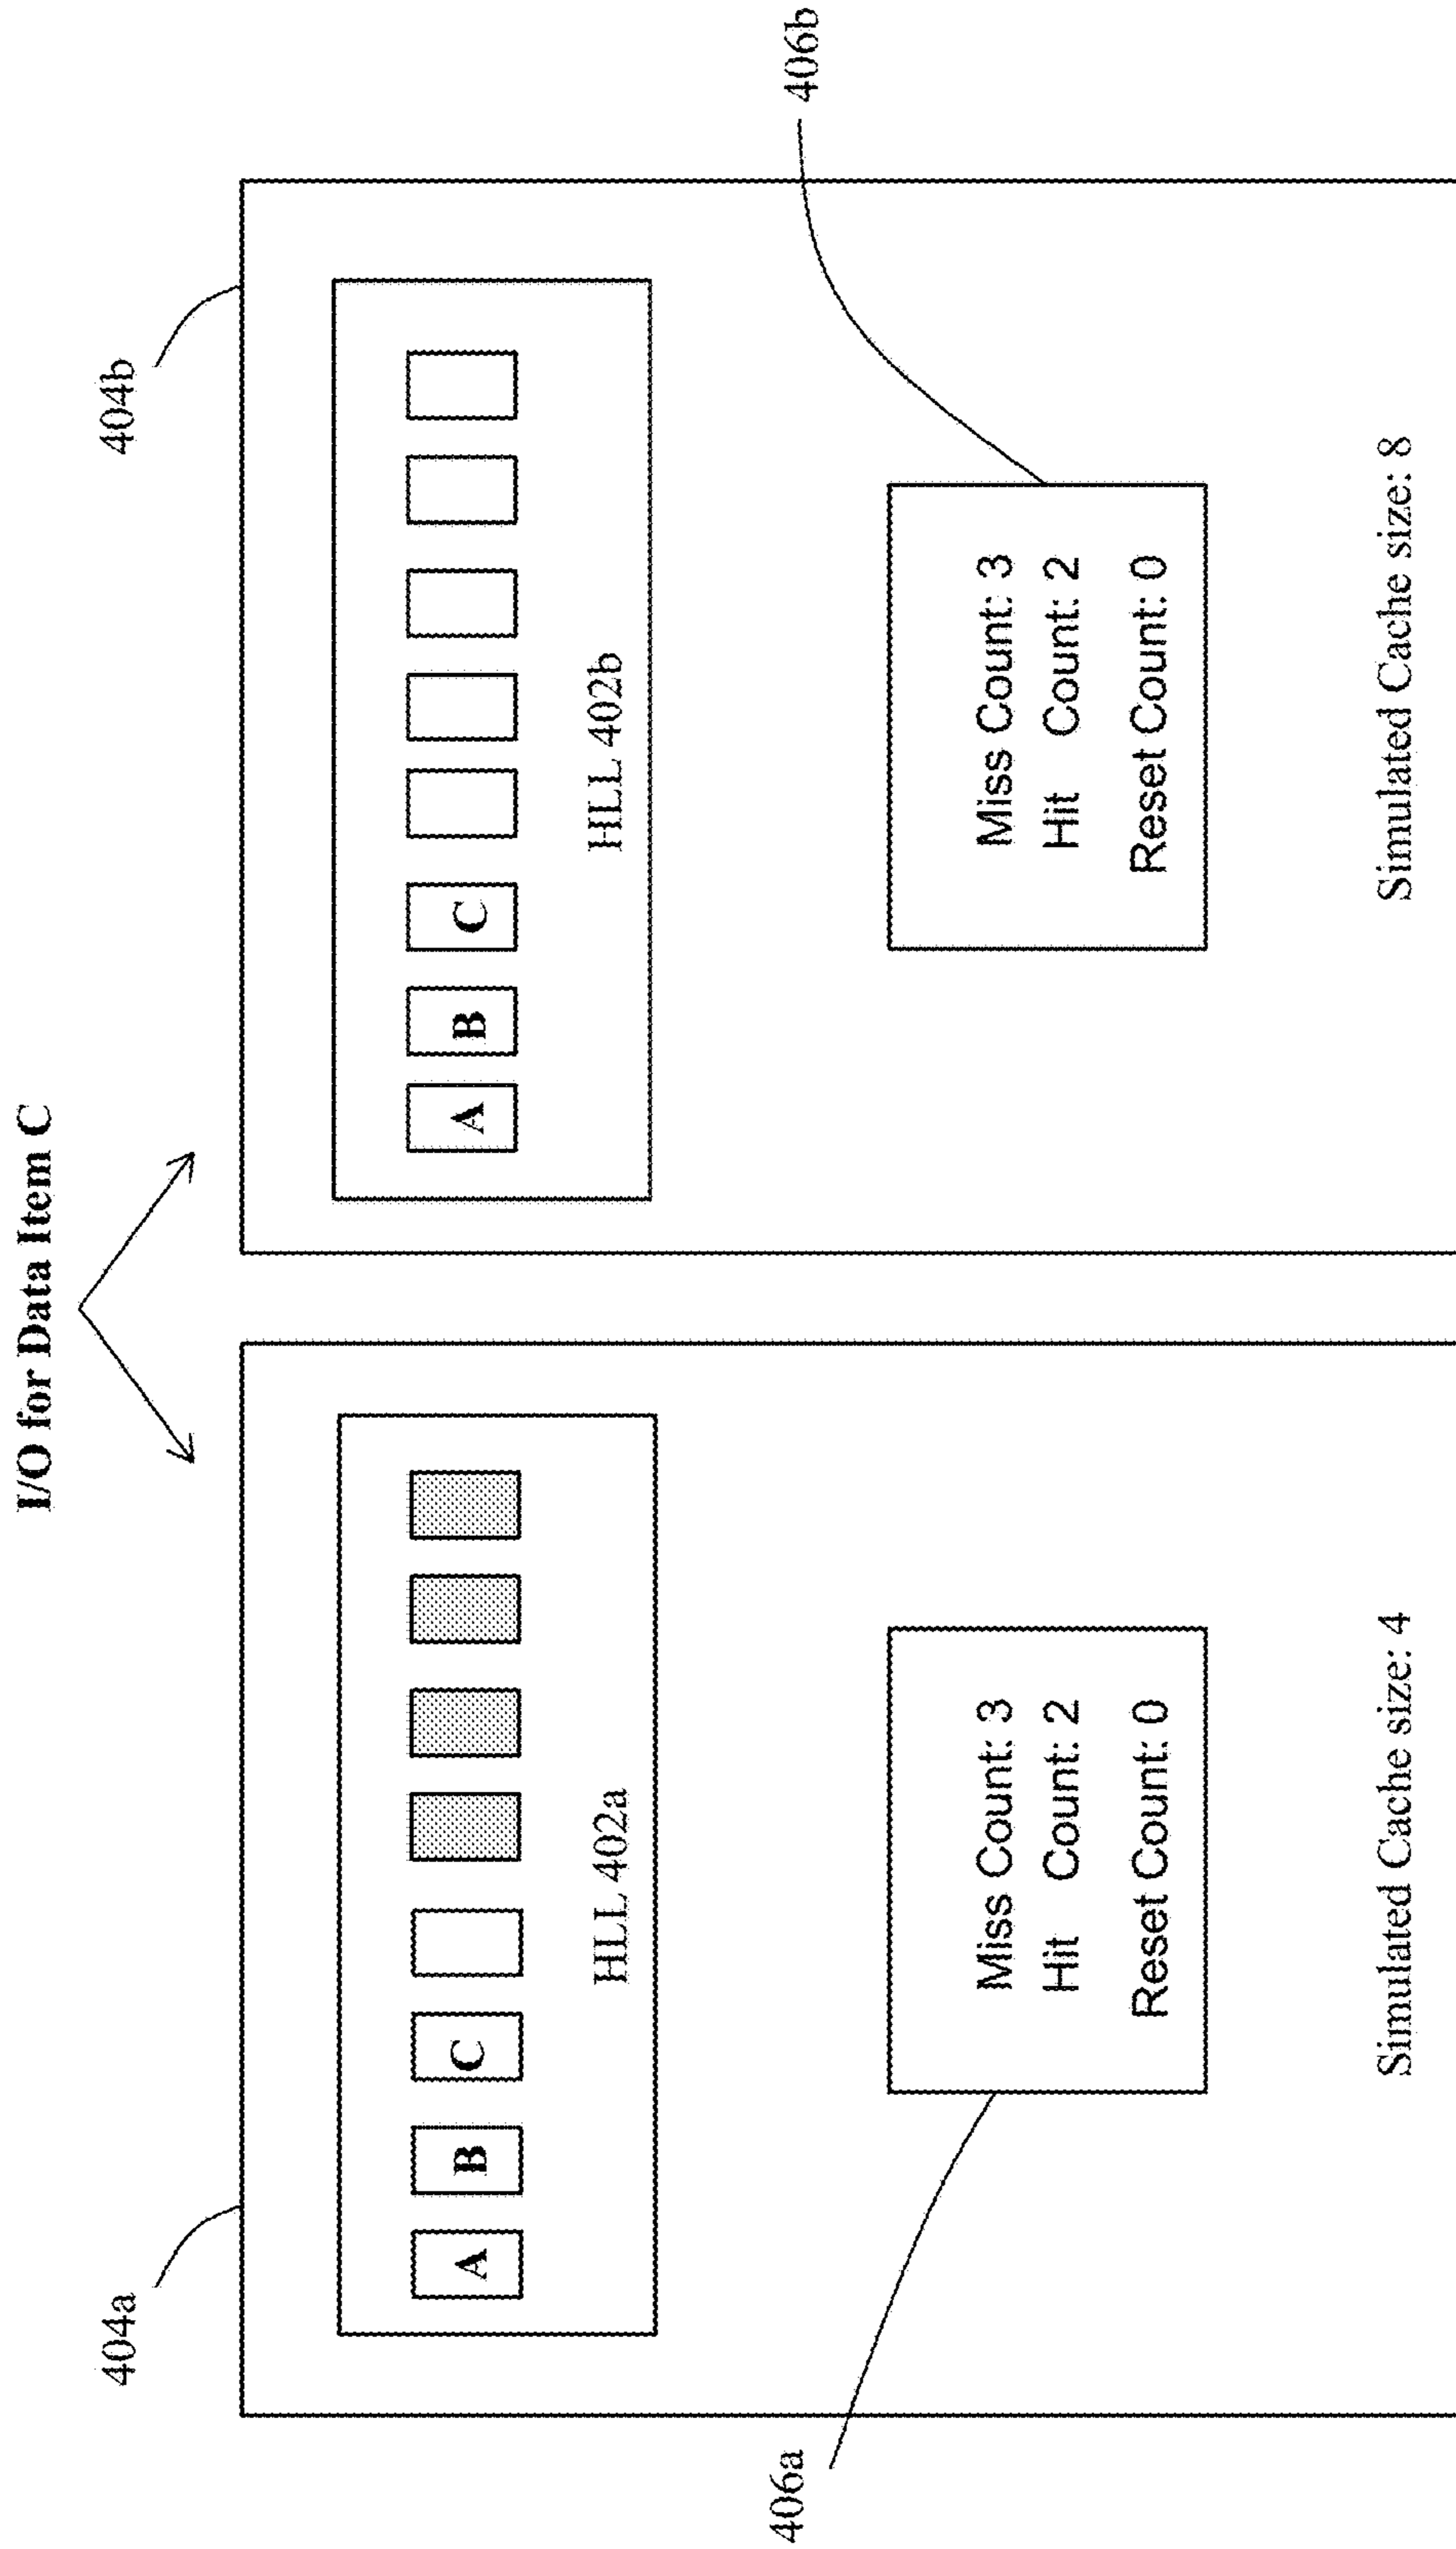 I/O for Data Item C
404a
404b
A B C
HLL 402a
A B C
HLL 402b
406a
Miss Count: 3
Hit Count: 2
Reset Count: 0
406b
Miss Count: 3
Hit Count: 2
Reset Count: 0
Simulated Cache size: 4
Simulated Cache size: 8